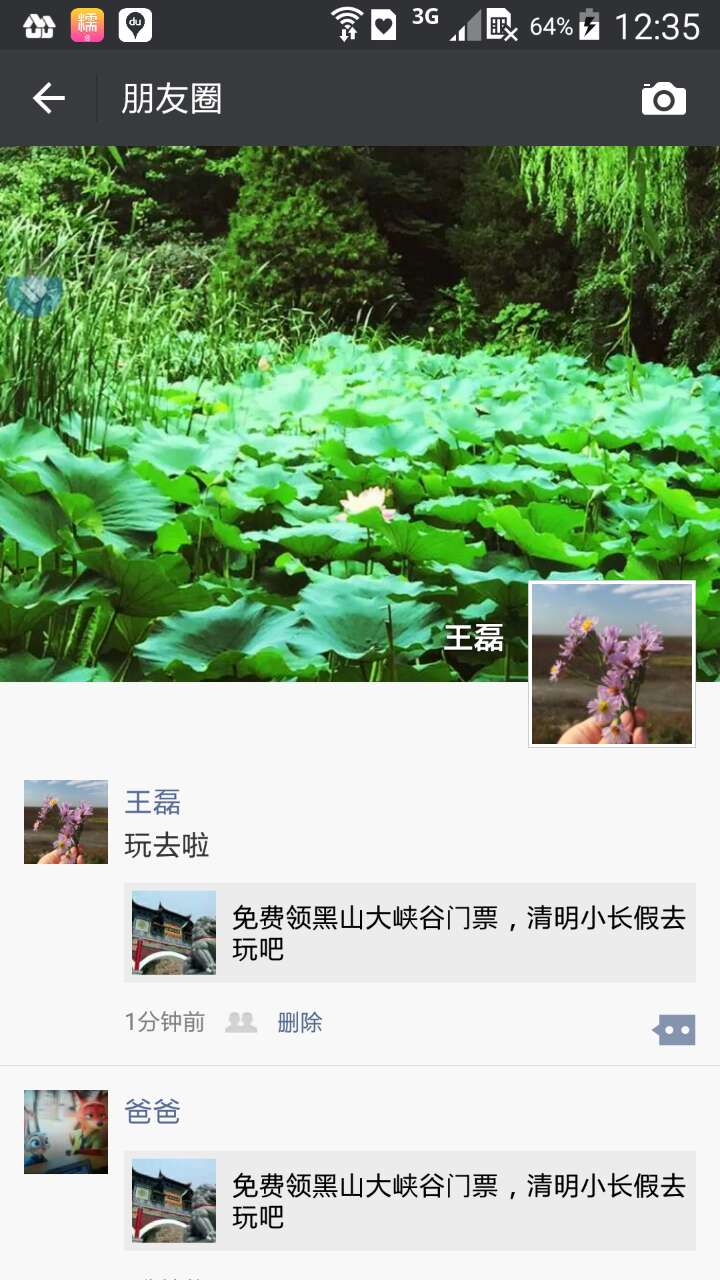 糯
du
3G
64%
12:35
朋友圈
王磊
王磊
玩去啦
免费领黑山大峡谷门票，清明小长假去
玩吧
1分钟前
删除
爸爸
免费领黑山大峡谷门票，清明小长假去
玩吧